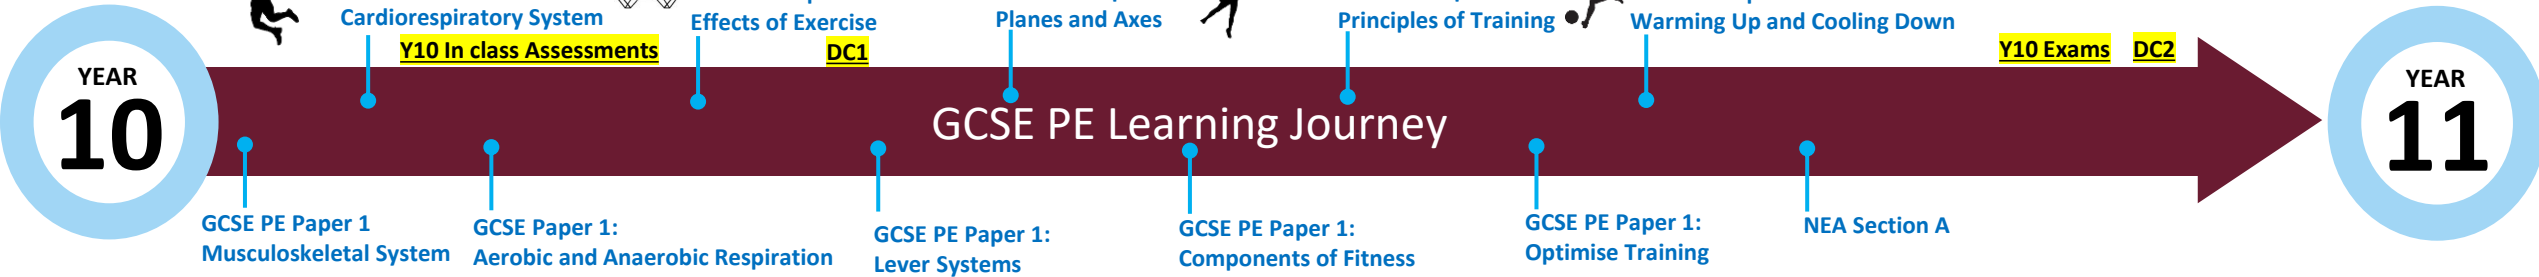 Cardiorespiratory System
Effects of Exercise
Planes and Axes
Principles of Training
Warming Up and Cooling Down
Y10 In class Assessments
DC1
Y10 Exams
DC2
YEAR
10
GCSE PE Learning Journey
YEAR
11
GCSE PE Paper 1
Musculoskeletal System
GCSE Paper 1:
Aerobic and Anaerobic Respiration
GCSE PE Paper 1:
Lever Systems
GCSE PE Paper 1:
Components of Fitness
GCSE PE Paper 1:
Optimise Training
NEA Section A